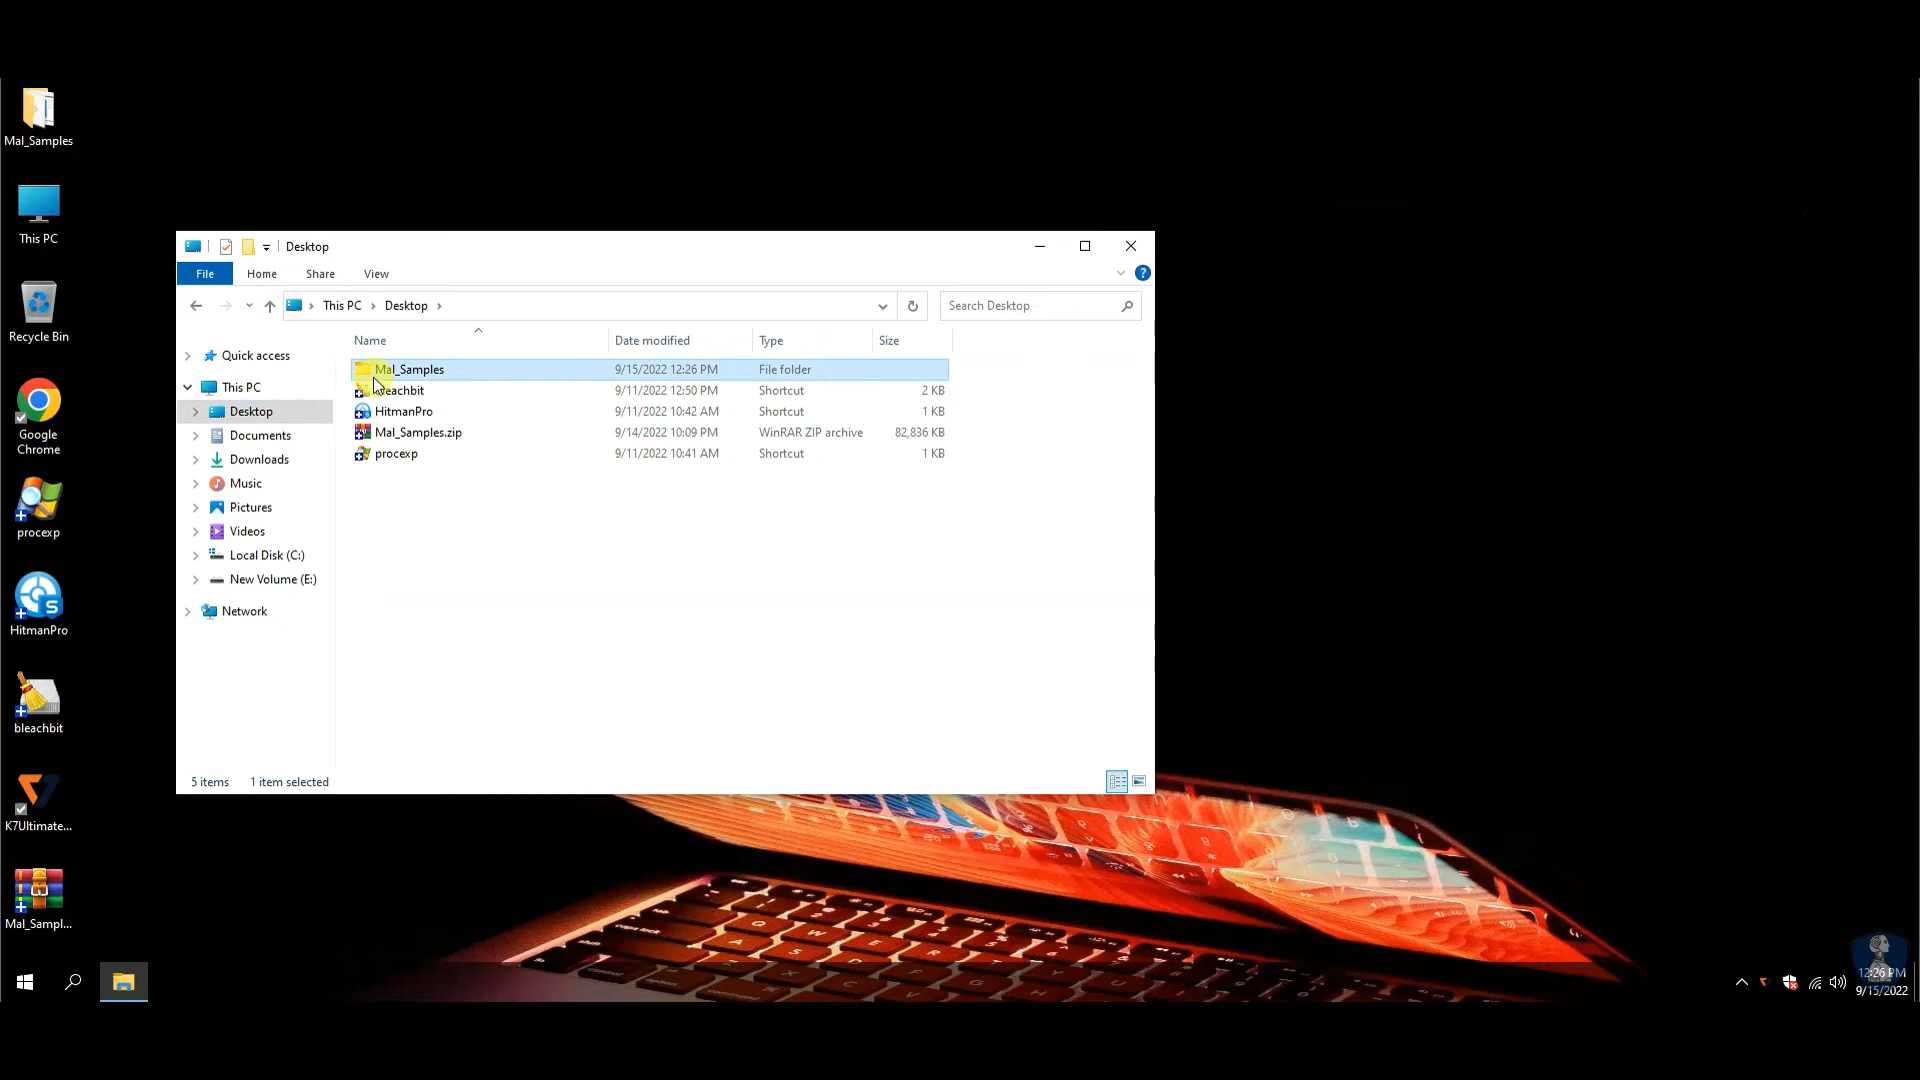 Mal_Samples
This PC
Recycle Bin
Google
Chrome
procexp
HitmanPro
bleachbit
K7Ultimate...
Mal_Sampl...
Desktop
File Home Share View
This PC Desktop
Search Desktop
Name Date modified Type Size
Quick access
This PC
Desktop
Documents
Downloads
Music
Pictures
Videos
Local Disk (C:)
New Volume (E:)
Network
Mal_Samples 9/15/2022 12:26 PM File folder
bleachbit 9/11/2022 12:50 PM Shortcut 2 KB
HitmanPro 9/11/2022 10:42 AM Shortcut 1 KB
Mal_Samples.zip 9/14/2022 10:09 PM WinRAR ZIP archive 82,836 KB
procexp 9/11/2022 10:41 AM Shortcut 1 KB
5 items 1 item selected
12:26 PM
9/15/2022